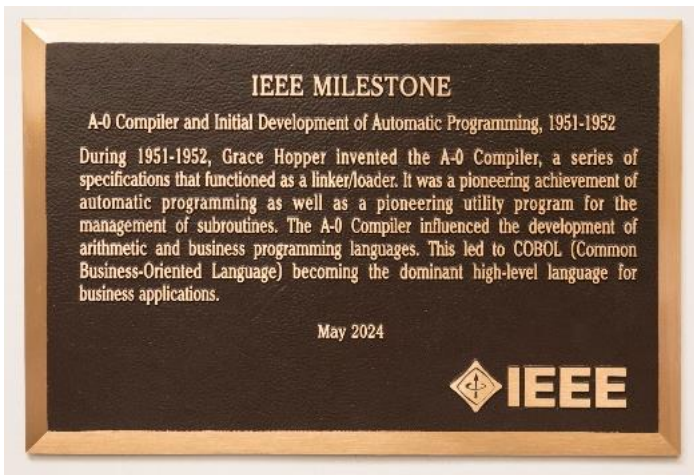 IEEE MILESTONE
A-0 Compiler and Initial Development of Automatic Programming, 1951-1952
During 1951-1952, Grace Hopper invented the A-0 Compiler, a series of
specifications that functioned as a linker/loader. It was a pioneering achievement of
automatic programming as well as a pioneering utility program for the
management of subroutines. The A-0 Compiler influenced the development of
arithmetic and business programming languages. This led to COBOL (Common
Business-Oriented Language) becoming the dominant high-level language for
business applications.
May 2024
IEEE